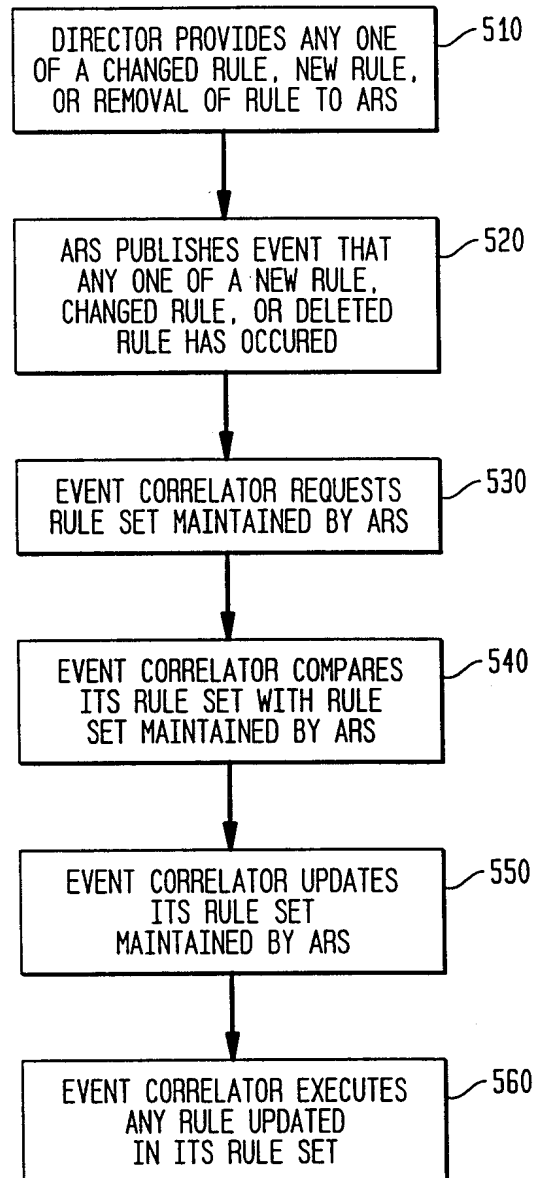 DIRECTOR PROVIDES ANY ONE
OF A CHANGED RULE, NEW RULE,
OR REMOVAL OF RULE TO ARS
510
ARS PUBLISHES EVENT THAT
ANY ONE OF A NEW RULE,
CHANGED RULE, OR DELETED
RULE HAS OCCURED
520
EVENT CORRELATOR REQUESTS
RULE SET MAINTAINED BY ARS
530
EVENT CORRELATOR COMPARES
ITS RULE SET WITH RULE
SET MAINTAINED BY ARS
540
EVENT CORRELATOR UPDATES
ITS RULE SET
MAINTAINED BY ARS
550
EVENT CORRELATOR EXECUTES
ANY RULE UPDATED
IN ITS RULE SET
560